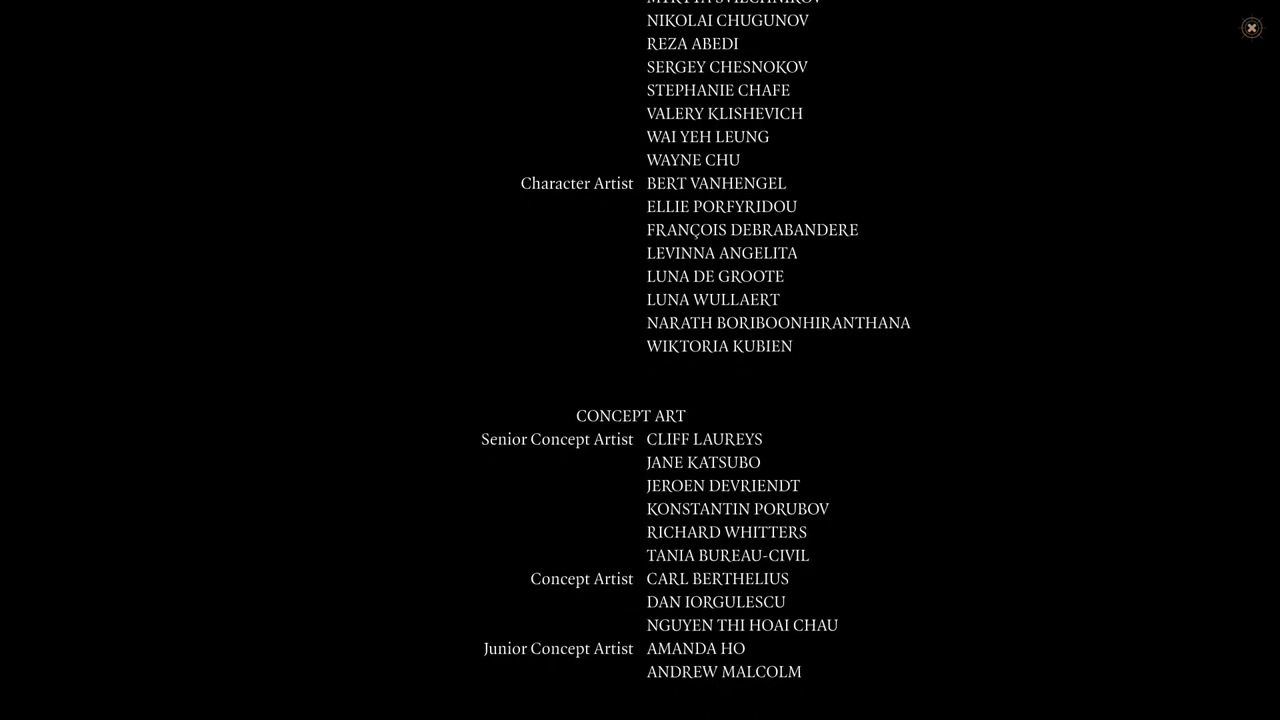 NIKOLAI CHUGUNOV
REZA ABEDI
SERGEY CHESNOKOV
STEPHANIE CHAFE
VALERY KLISHEVICH
WAI YEH LEUNG
WAYNE CHU
Character Artist BERT VANHENGEL
ELLIE PORFYRIDOU
FRANÇOIS DEBRABANDERE
LEVINNA ANGELITA
LUNA DE GROOTE
LUNA WULLAERT
NARATH BORIBOONHIRANTHANA
WIKTORIA KUBIEN
CONCEPT ART
Senior Concept Artist CLIFF LAUREYS
JANE KATSUBO
JEROEN DEVRIENDT
KONSTANTIN PORUBOV
RICHARD WHITTERS
TANIA BUREAU-CIVIL
Concept Artist CARL BERTHELIUS
DAN IORGULESCU
NGUYEN THI HOAI CHAU
Junior Concept Artist AMANDA HO
ANDREW MALCOLM